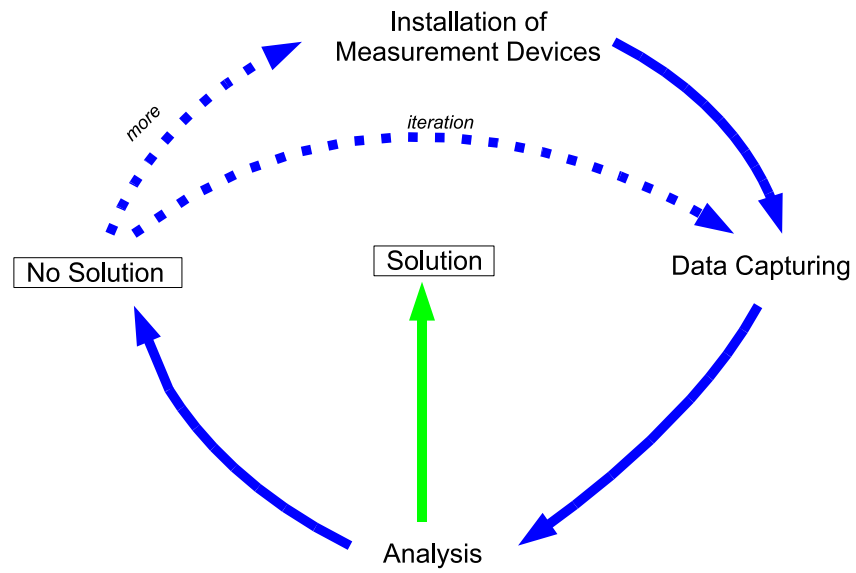 Installation of
Measurement Devices
more
iteration
No Solution
Solution
Data Capturing
Analysis